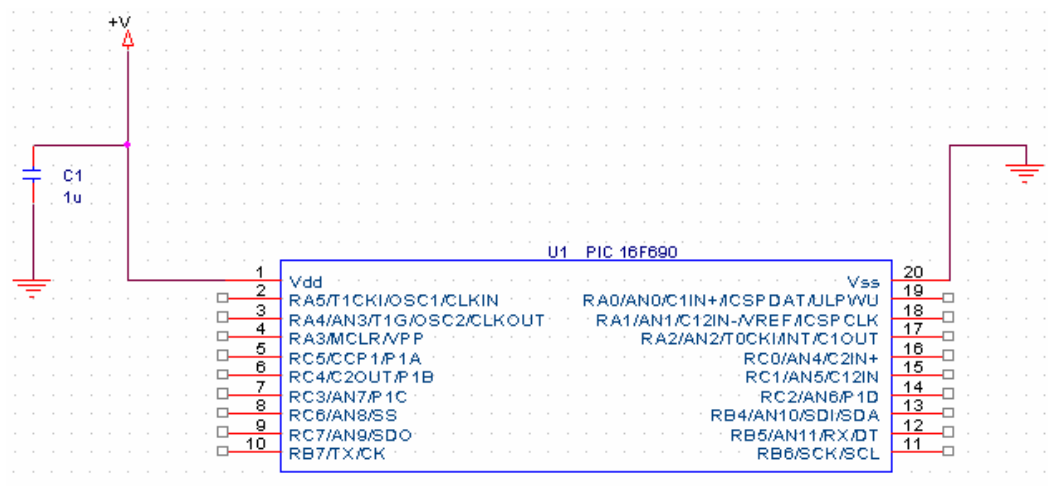 +V
C1
1u
U1 PIC 16F690
1 Vdd
2 RA5/T1CKI/OSC1/CLKIN
3 RA4/AN3/T1G/OSC2/CLKOUT
4 RA3/MCLR/VPP
5 RC5/CCP1/P1A
6 RC4/C2OUT/P1B
7 RC3/AN7/P1C
8 RC6/AN8/SS
9 RC7/AN9/SDO
10 RB7/TX/CK
Vss 20
RA0/AN0/C1IN+/ICSPDAT/ULPWU 19
RA1/AN1/C12IN-/VREF/ICSPCLK 18
RA2/AN2/T0CKI/INT/C1OUT 17
RC0/AN4/C2IN+ 16
RC1/AN5/C12IN 15
RC2/AN6/P1D 14
RB4/AN10/SDI/SDA 13
RB5/AN11/RX/DT 12
RB6/SCK/SCL 11